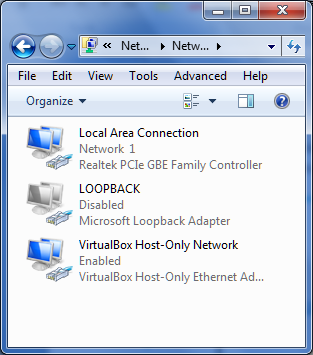 Net... Netw...
File Edit View Tools Advanced Help
Organize
Local Area Connection
Network 1
Realtek PCIe GBE Family Controller
LOOPBACK
Disabled
Microsoft Loopback Adapter
VirtualBox Host-Only Network
Enabled
VirtualBox Host-Only Ethernet Ad...